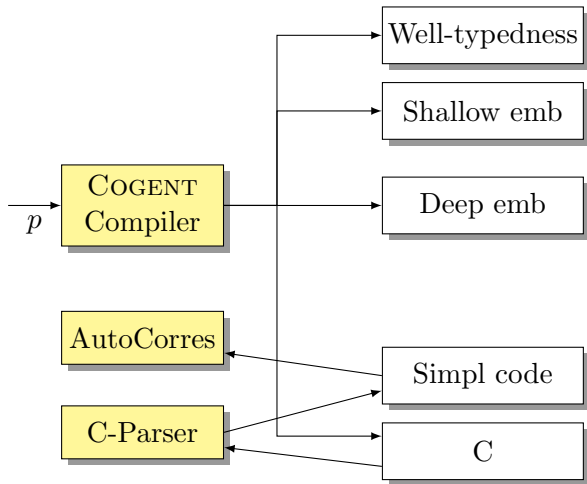 Well-typedness
Shallow emb
COGENT
Compiler
p
Deep emb
AutoCorres
Simpl code
C-Parser
C